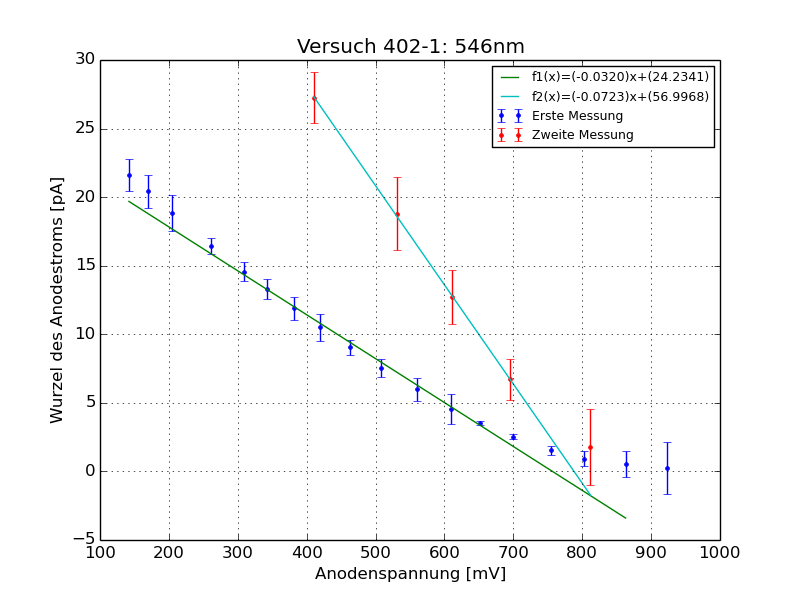 Versuch 402-1: 546nm
f1(x)=(-0.0320)x+(24.2341)
f2(x)=(-0.0723)x+(56.9968)
Erste Messung
Zweite Messung
Wurzel des Anodestroms [pA]
30
25
20
15
10
5
0
−5
100 200 300 400 500 600 700 800 900 1000
Anodenspannung [mV]